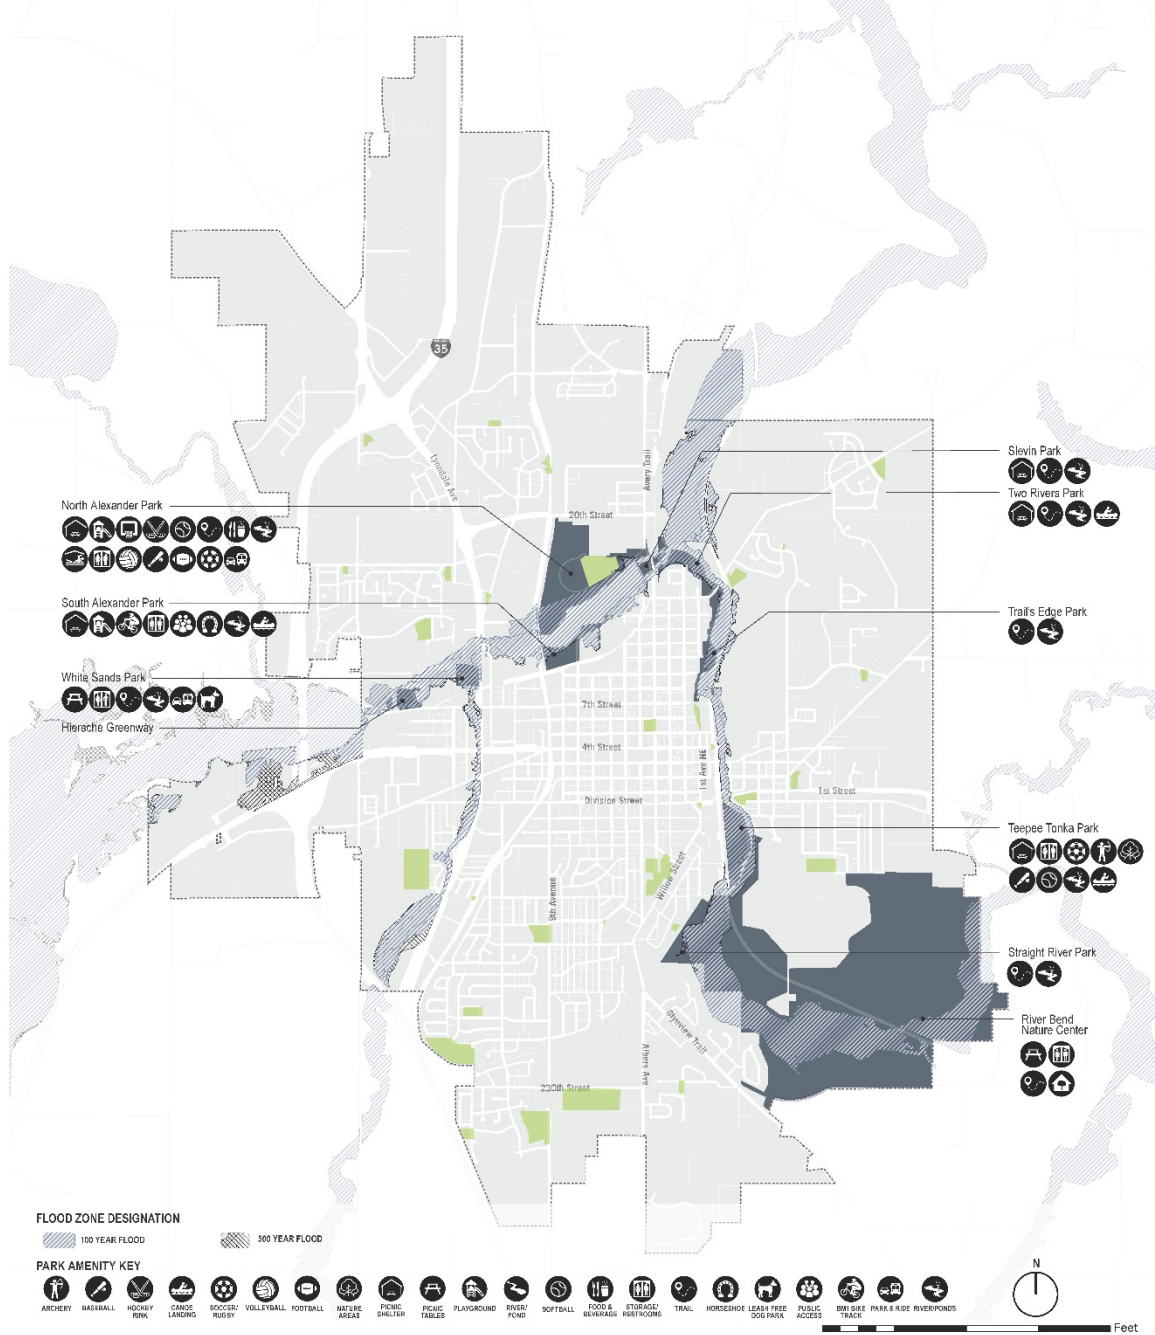 35
Lyndale Ave
Avery Trail
20th Street
Slevin Park
Two Rivers Park
North Alexander Park
South Alexander Park
Trail's Edge Park
White Sands Park
7th Street
Hiersche Greenway
4th Street
1st Ave NE
Division Street
1st Street
Teepee Tonka Park
Willow Street
9th Avenue
Straight River Park
River Bend
Nature Center
Glynview Trail
Albers Ave
230th Street
FLOOD ZONE DESIGNATION
100 YEAR FLOOD
500 YEAR FLOOD
PARK AMENITY KEY
ARCHERY
BASEBALL
HOCKEY
RINK
CANOE
LANDING
SOCCER/
RUGBY
VOLLEYBALL
FOOTBALL
NATURE
AREAS
PICNIC
SHELTER
PICNIC
TABLES
PLAYGROUND
RIVER/
POND
SOFTBALL
FOOD &
BEVERAGE
STORAGE/
RESTROOMS
TRAIL
HORSESHOE
LEASH FREE
DOG PARK
PUBLIC
ACCESS
BMX BIKE
TRACK
PARK & RIDE
RIVER/PONDS
N
Feet